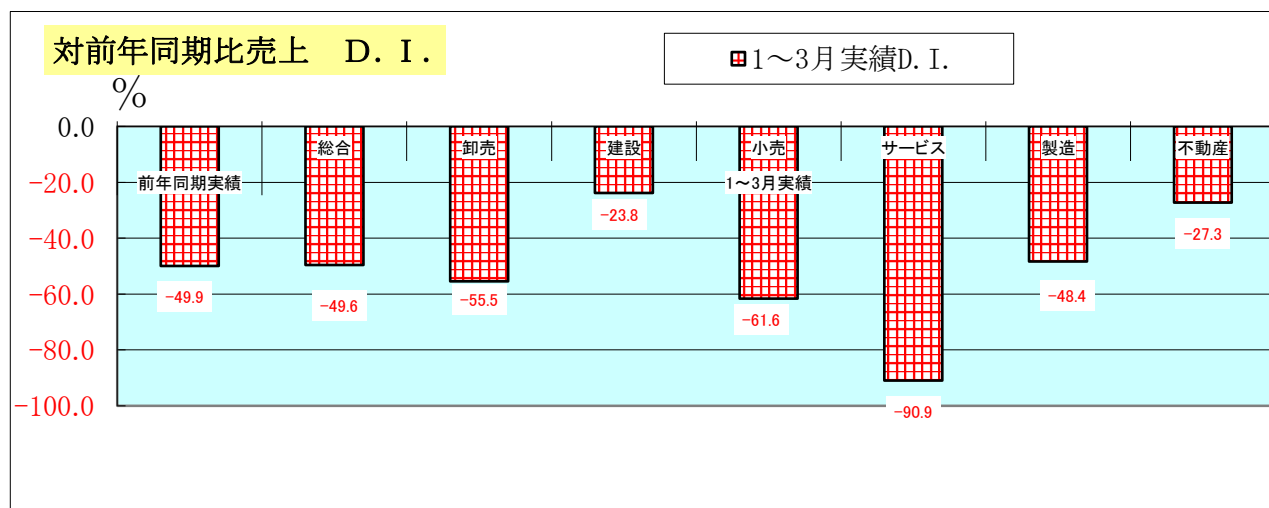 対前年同期比売上　D．I．
1～3月実績D.I.
%
0.0
-20.0
-40.0
-60.0
-80.0
-100.0
総合
卸売
建設
小売
サービス
製造
不動産
前年同期実績
1～3月実績
-49.9
-49.6
-55.5
-23.8
-61.6
-90.9
-48.4
-27.3